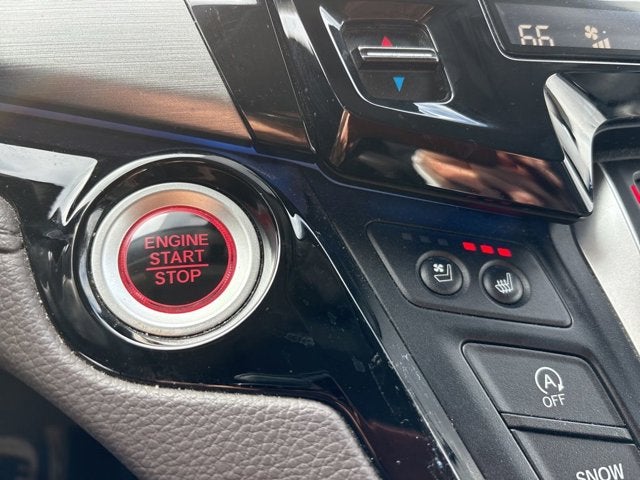 66
ENGINE
START
STOP
A
OFF
SNOW